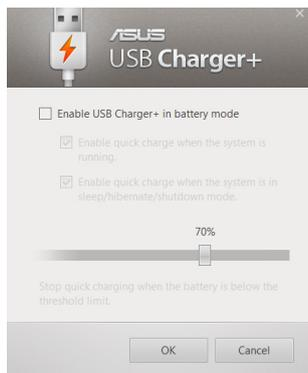 ASUS
USB Charger+
Enable USB Charger+ in battery mode
Enable quick charge when the system is
running.
Enable quick charge when the system is in
sleep/hibernate/shutdown mode.
70%
Stop quick charging when the battery is below the
threshold limit.
OK
Cancel